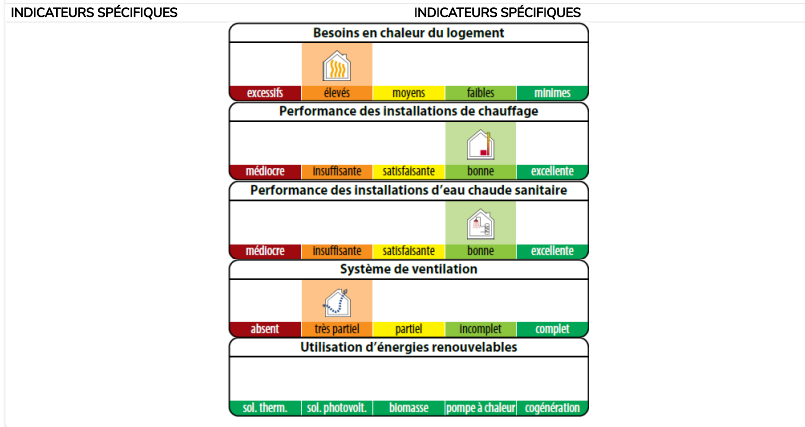 INDICATEURS SPÉCIFIQUES INDICATEURS SPÉCIFIQUES
Besoins en chaleur du logement
excessifs élevés moyens faibles minimes
Performance des installations de chauffage
médiocre insuffisante satisfaisante bonne excellente
Performance des installations d'eau chaude sanitaire
médiocre insuffisante satisfaisante bonne excellente
Système de ventilation
absent très partiel partiel incomplet complet
Utilisation d'énergies renouvelables
sol. therm. sol. photovolt. biomasse pompe à chaleur cogénération